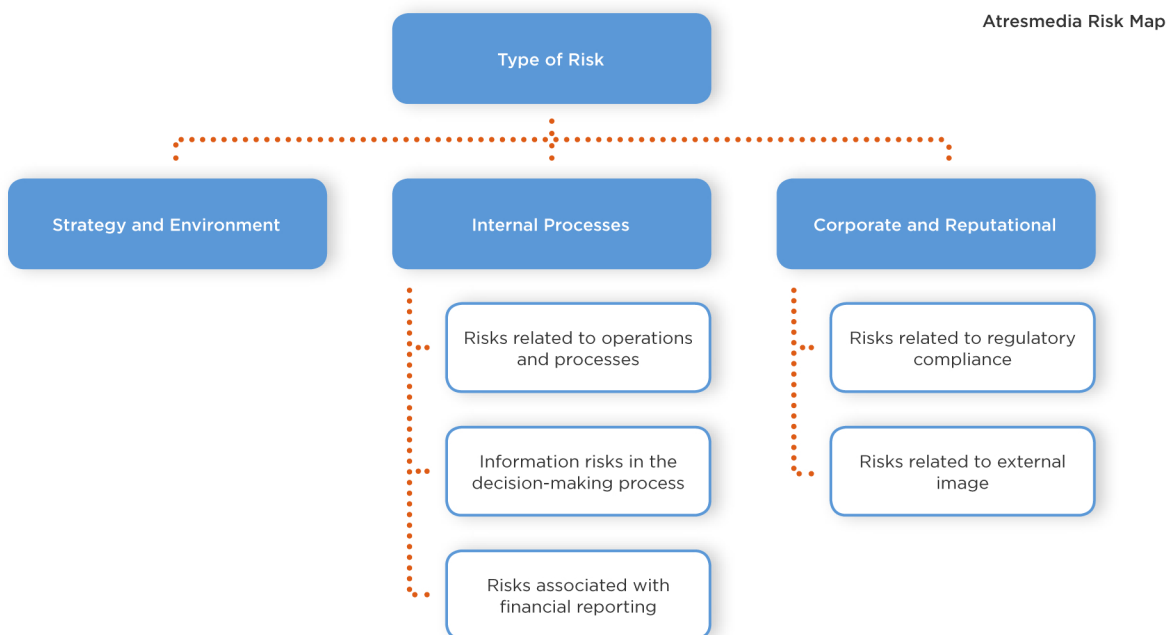 Atresmedia Risk Map
Type of Risk
Strategy and Environment
Internal Processes
Corporate and Reputational
Risks related to operations
and processes
Information risks in the
decision-making process
Risks associated with
financial reporting
Risks related to regulatory
compliance
Risks related to external
image